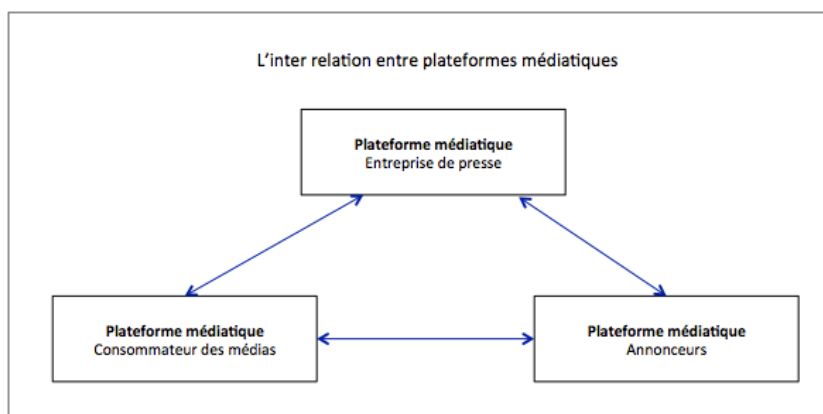 L'inter relation entre plateformes médiatiques
Plateforme médiatique
Entreprise de presse
Plateforme médiatique
Consommateur des médias
Plateforme médiatique
Annonceurs